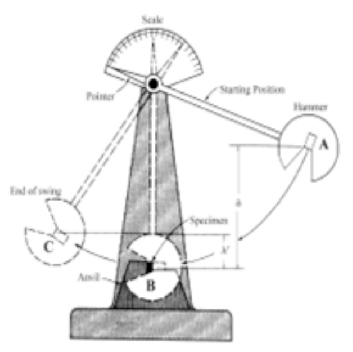 Scale
Pointer
Starting Position
Hammer
A
End of swing
C
Specimen
h
h'
Anvil
B